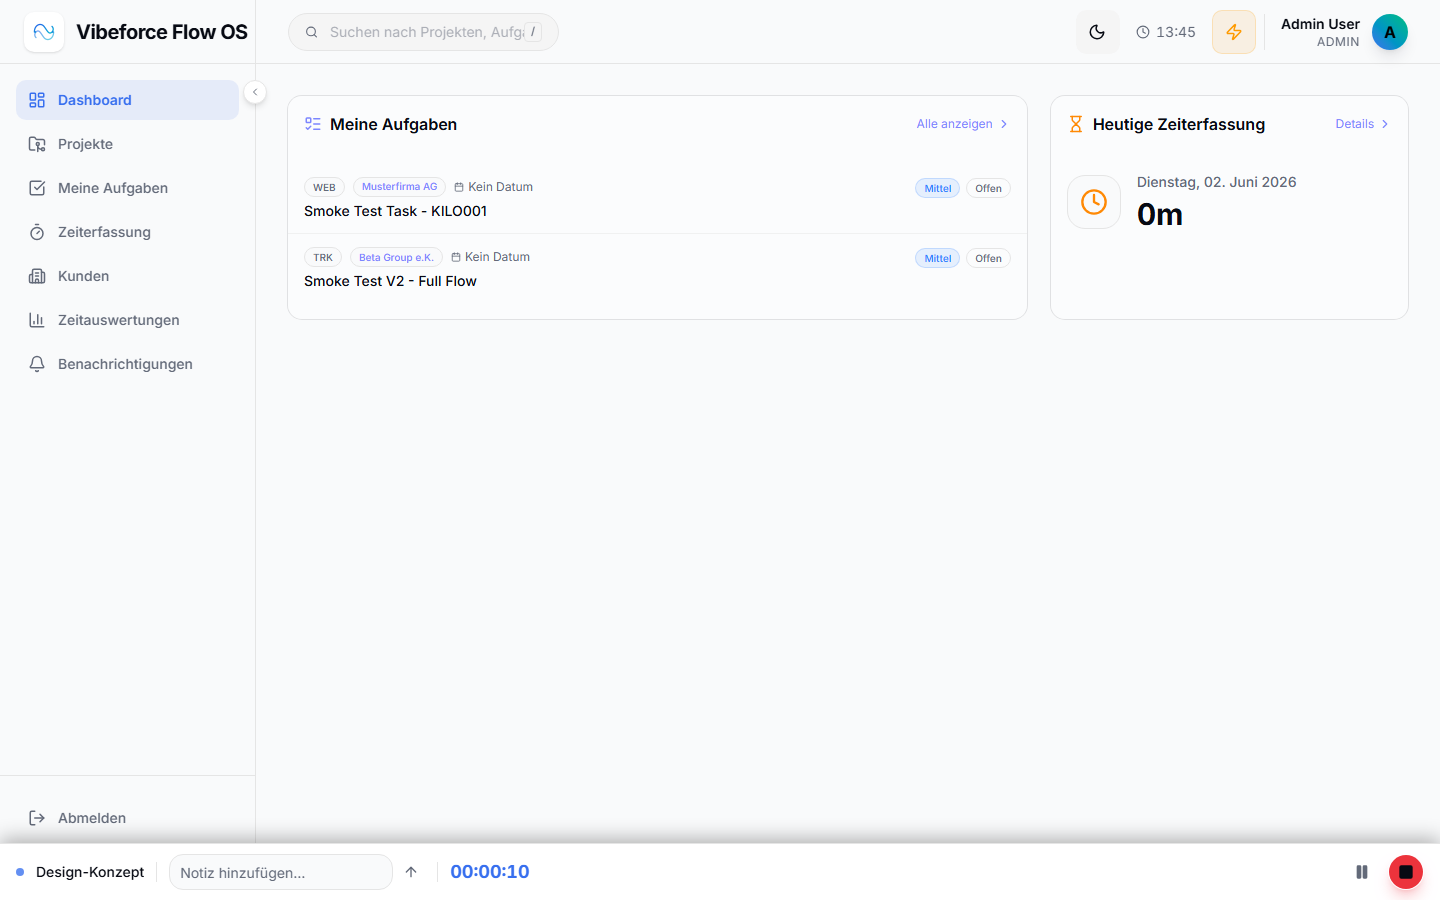 Vibeforce Flow OS
Suchen nach Projekten, Aufg
/
13:45
Admin User
ADMIN
A
Dashboard
Projekte
Meine Aufgaben
Zeiterfassung
Kunden
Zeitauswertungen
Benachrichtigungen
Abmelden
Meine Aufgaben
Alle anzeigen
WEB
Musterfirma AG
Kein Datum
Mittel
Offen
Smoke Test Task - KILO001
TRK
Beta Group e.K.
Kein Datum
Mittel
Offen
Smoke Test V2 - Full Flow
Heutige Zeiterfassung
Details
Dienstag, 02. Juni 2026
0m
Design-Konzept
Notiz hinzufügen...
00:00:10